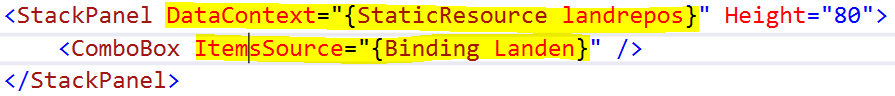 <StackPanel DataContext="{StaticResource landrepos}" Height="80">
<ComboBox ItemsSource="{Binding Landen}" />
</StackPanel>